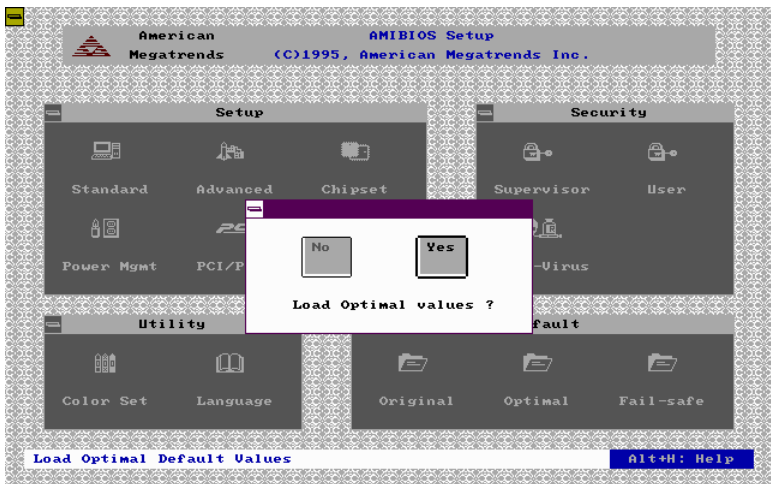 American
Megatrends
AMIBIOS Setup
(C)1995, American Megatrends Inc.
Setup
Standard Advanced Chipset
Power Mgmt PCI/P
Security
Supervisor User
-Virus
No Yes
Load Optimal values ?
Utility
Color Set Language
fault
Original Optimal Fail-safe
Load Optimal Default Values
Alt+H: Help